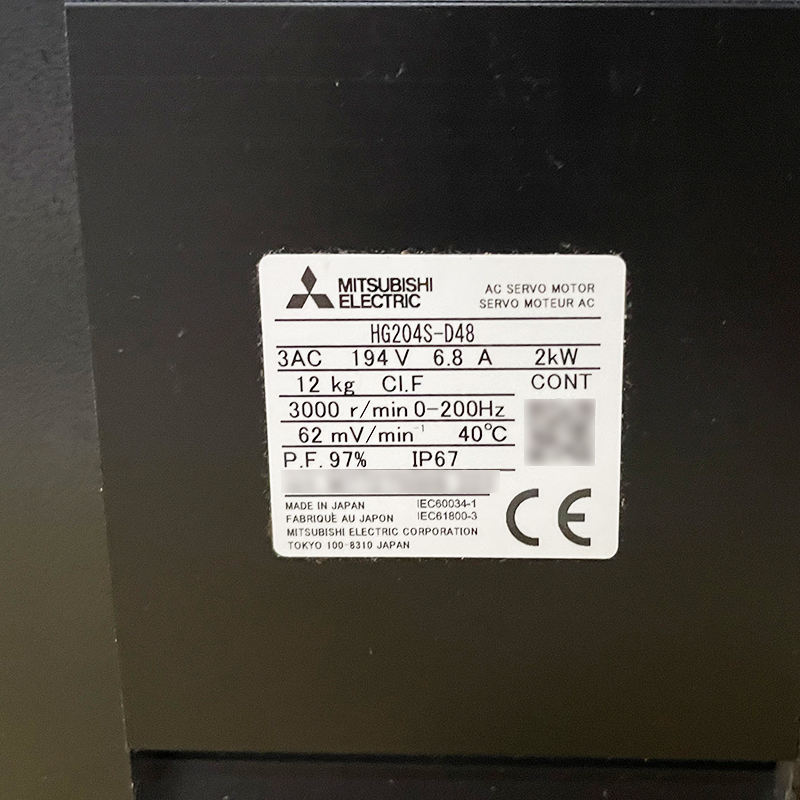 MITSUBISHI
ELECTRIC
AC SERVO MOTOR
SERVO MOTEUR AC
HG204S-D48
3AC 194 V 6.8 A 2kW
12 kg Cl.F CONT
3000 r/min 0-200Hz
62 mV/min⁻¹ 40℃
P.F. 97% IP67
MADE IN JAPAN IEC60034-1
FABRIQUÉ AU JAPON IEC61800-3
MITSUBISHI ELECTRIC CORPORATION
TOKYO 100-8310 JAPAN
CE